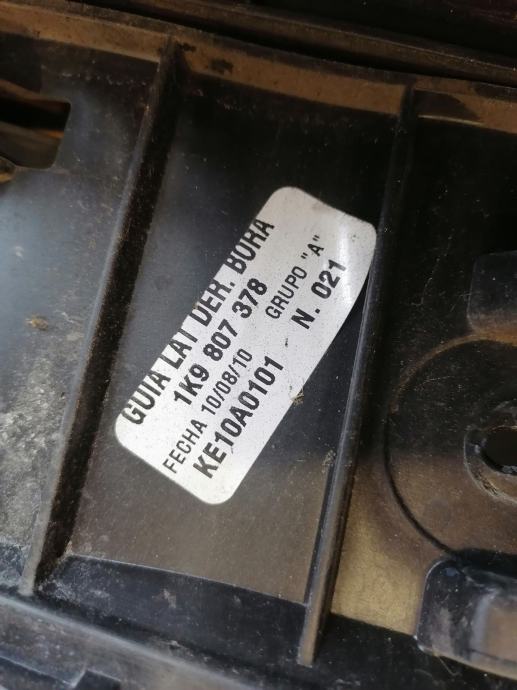 GUIA LAT DER. BORA
1K9 807 378
FECHA 10/08/10 GRUPO "A"
KE10A0101 N. 021